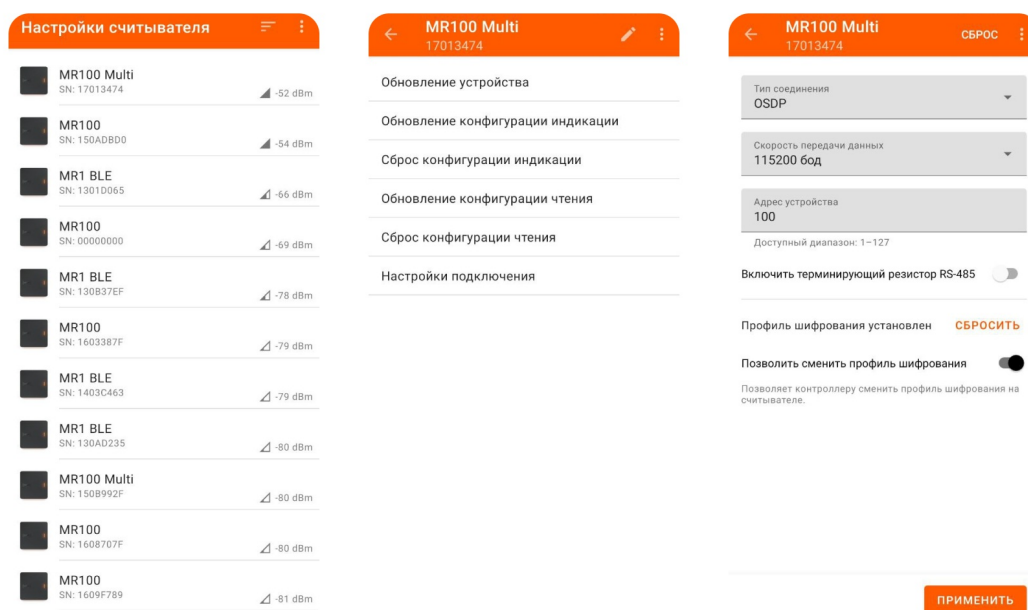 Настройки считывателя
MR100 Multi
SN: 17013474
-52 dBm
MR100
SN: 150ADBD0
-54 dBm
MR1 BLE
SN: 1301D065
-66 dBm
MR100
SN: 00000000
-69 dBm
MR1 BLE
SN: 130B37EF
-78 dBm
MR100
SN: 1603387F
-79 dBm
MR1 BLE
SN: 1403C463
-79 dBm
MR1 BLE
SN: 130AD235
-80 dBm
MR100 Multi
SN: 150B992F
-80 dBm
MR100
SN: 1608707F
-80 dBm
MR100
SN: 1609F789
-81 dBm
MR100 Multi
17013474
Обновление устройства
Обновление конфигурации индикации
Сброс конфигурации индикации
Обновление конфигурации чтения
Сброс конфигурации чтения
Настройки подключения
MR100 Multi
17013474
СБРОС
Тип соединения
OSDP
Скорость передачи данных
115200 бод
Адрес устройства
100
Доступный диапазон: 1–127
Включить терминирующий резистор RS-485
Профиль шифрования установлен СБРОСИТЬ
Позволить сменить профиль шифрования
Позволяет контроллеру сменить профиль шифрования на
считывателе.
ПРИМЕНИТЬ